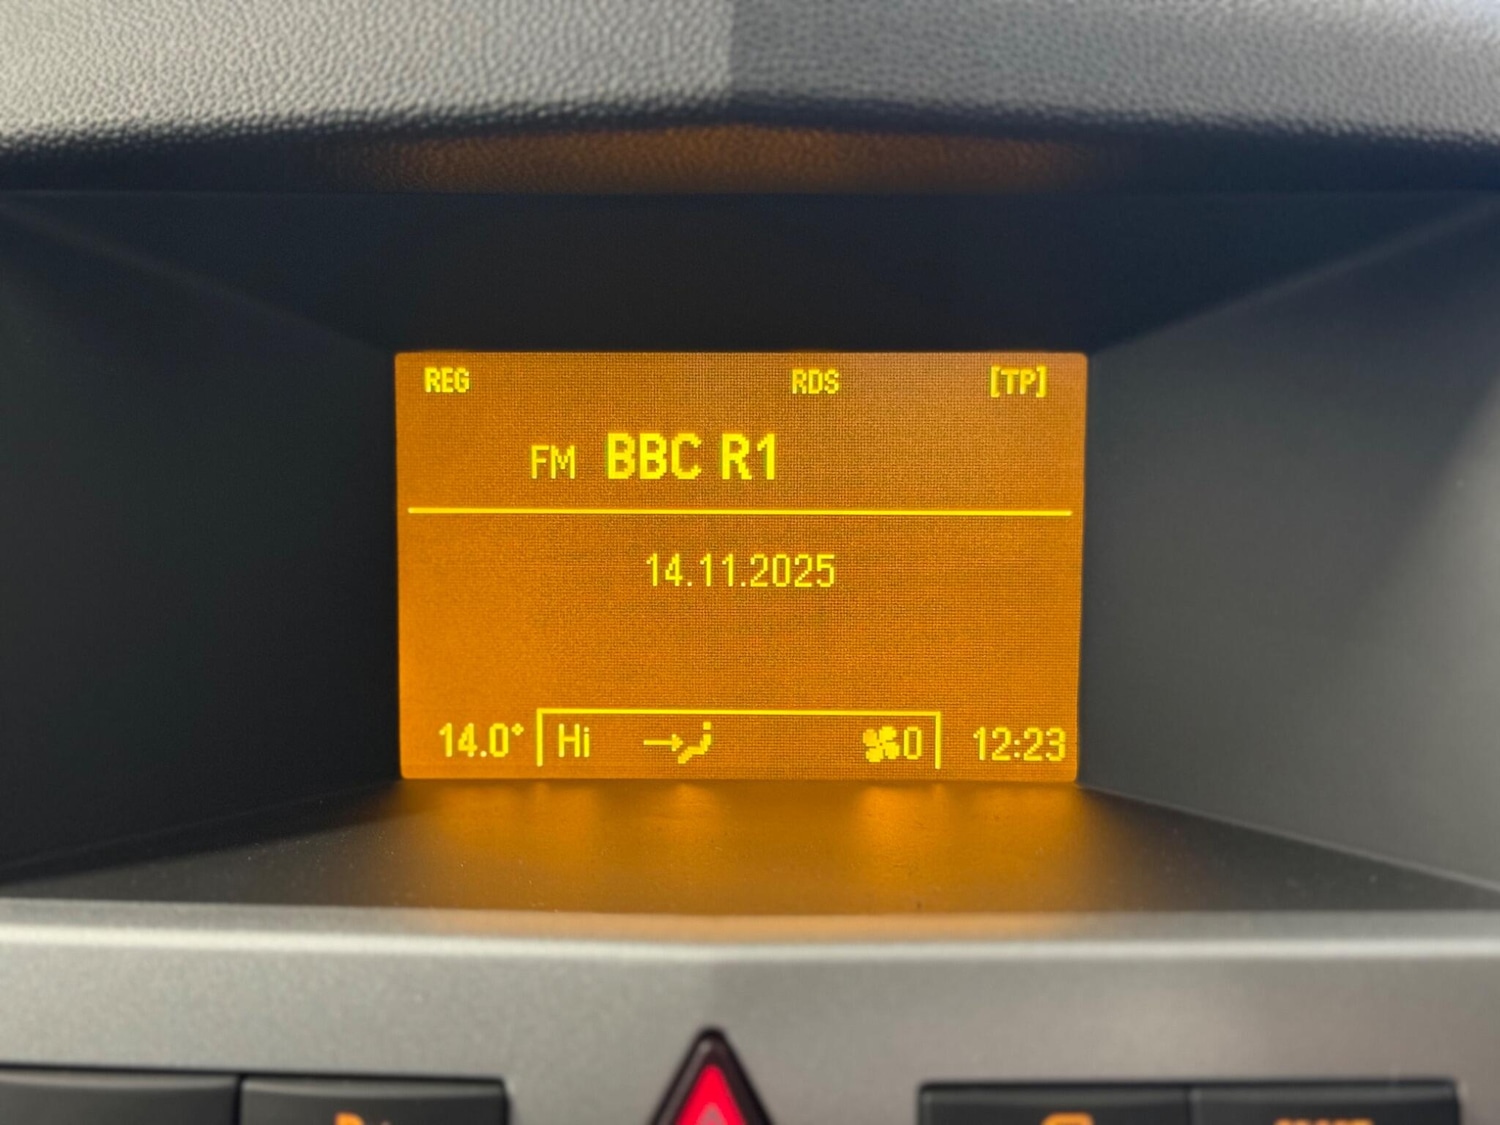 REG RDS [TP]
FM BBC R1
14.11.2025
14.0° Hi 0 12:23